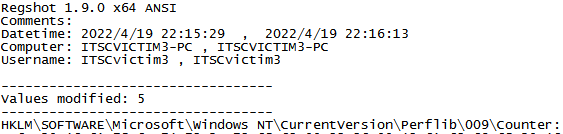 Regshot 1.9.0 x64 ANSI
Comments:
Datetime: 2022/4/19 22:15:29 , 2022/4/19 22:16:13
Computer: ITSCVICTIM3-PC , ITSCVICTIM3-PC
Username: ITSCvictim3 , ITSCvictim3
----------------------------------
Values modified: 5
----------------------------------
HKLM\SOFTWARE\Microsoft\Windows NT\CurrentVersion\Perflib\009\Counter: